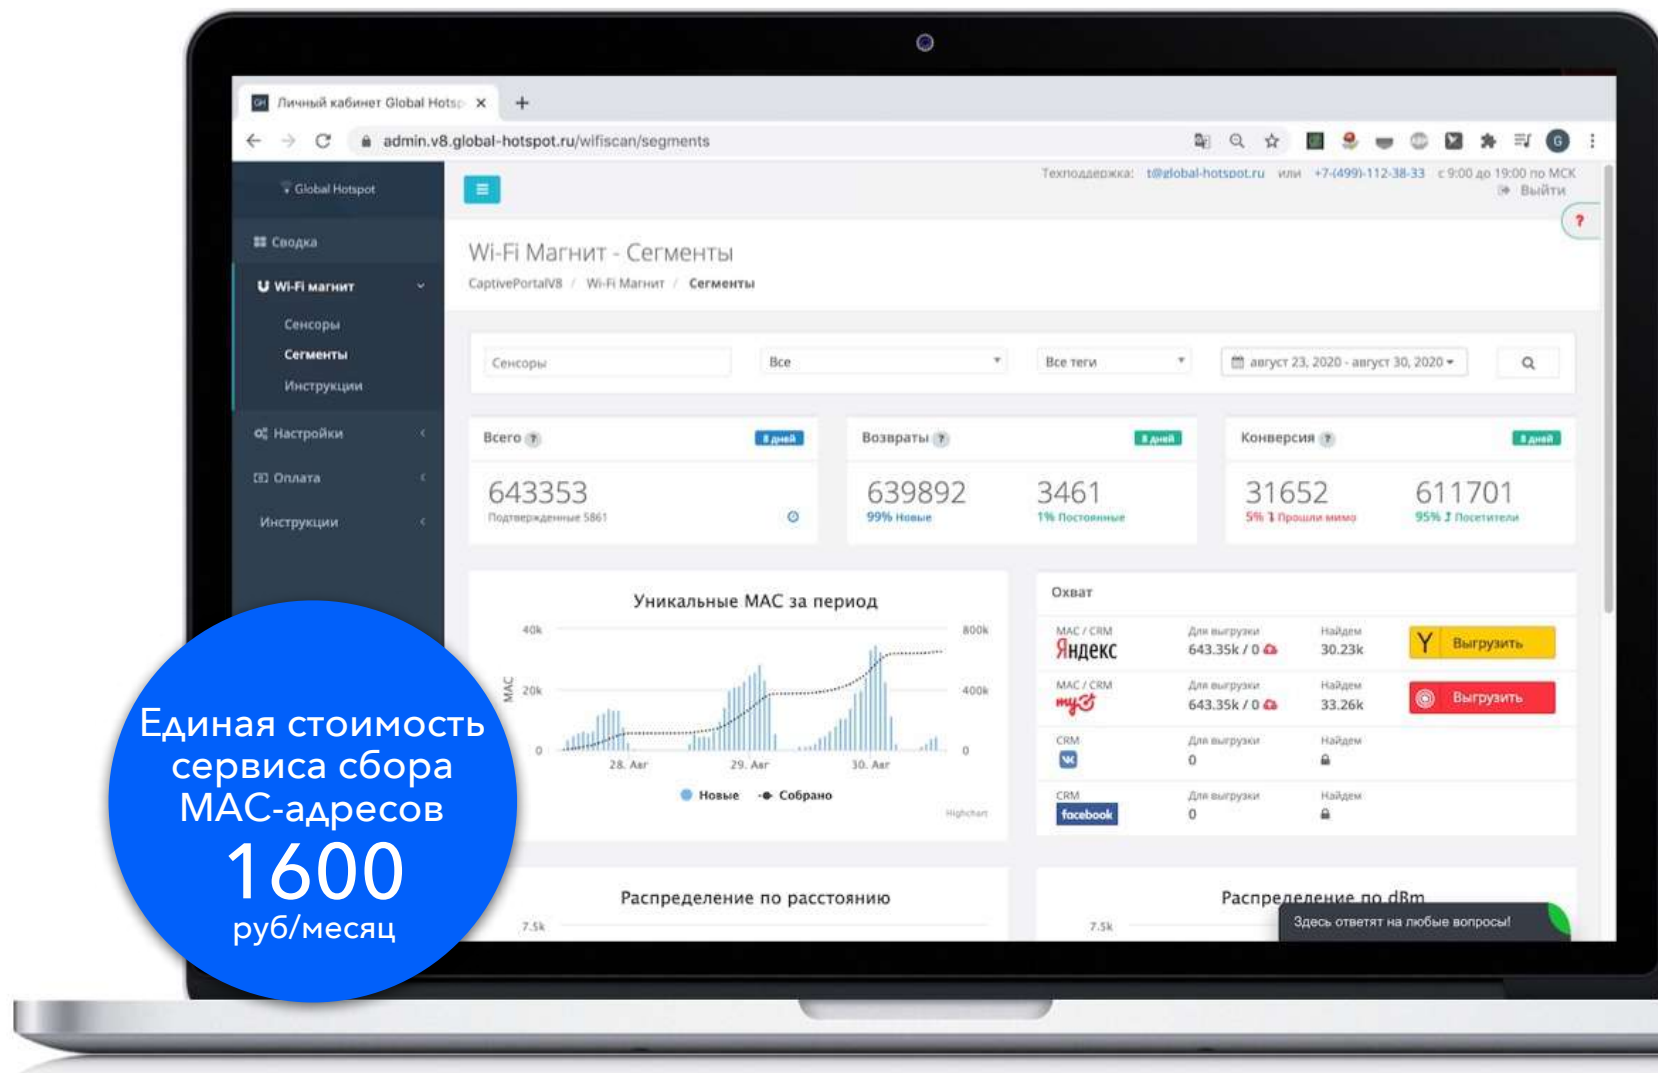 Личный кабинет Global Hotsp
admin.v8.global-hotspot.ru/wifiscan/segments
G
Global Hotspot
Техподдержка: t@global-hotspot.ru или +7-(499)-112-38-33 с 9:00 до 19:00 по МСК
Выйти
?
Сводка
Wi-Fi магнит
Сенсоры
Сегменты
Инструкции
Настройки
Оплата
Инструкции
Wi-Fi Магнит - Сегменты
CaptivePortalV8 / Wi-Fi Магнит / Сегменты
Сенсоры
Все
Все теги
август 23, 2020 - август 30, 2020
Всего ?
8 дней
643353
Подтвержденные 5861
Возвраты ?
8 дней
639892 3461
99% Новые 1% Постоянные
Конверсия ?
8 дней
31652 611701
5% Прошли мимо 95% Посетители
Уникальные MAC за период
40k 800k
MAC
20k 400k
0 0
28. Авг 29. Авг 30. Авг
Новые Собрано
Highchart
Охват
MAC / CRM Для выгрузки Найдем
Яндекс 643.35k / 0 30.23k Выгрузить
MAC / CRM Для выгрузки Найдем
my 643.35k / 0 33.26k Выгрузить
CRM Для выгрузки Найдем
0
CRM Для выгрузки Найдем
facebook 0
Распределение по расстоянию
7.5k
Распределение по dBm
7.5k
Здесь ответят на любые вопросы!
Единая стоимость
сервиса сбора
MAC-адресов
1600
руб/месяц